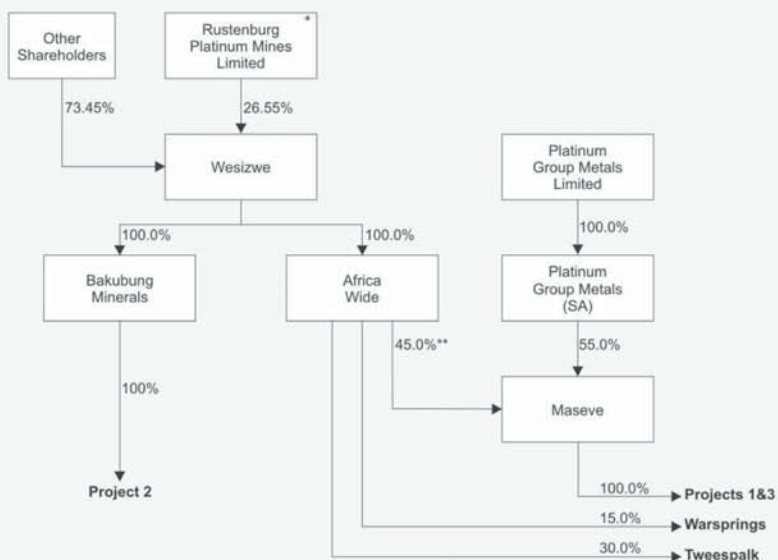 Other
Shareholders
Rustenburg *
Platinum Mines
Limited
73.45%
26.55%
Wesizwe
Platinum
Group Metals
Limited
100.0%
100.0%
100.0%
Bakubung
Minerals
Africa
Wide
Platinum
Group Metals
(SA)
45.0%**
55.0%
100%
Maseve
Project 2
100.0% Projects 1&3
15.0% Warsprings
30.0% Tweespalk